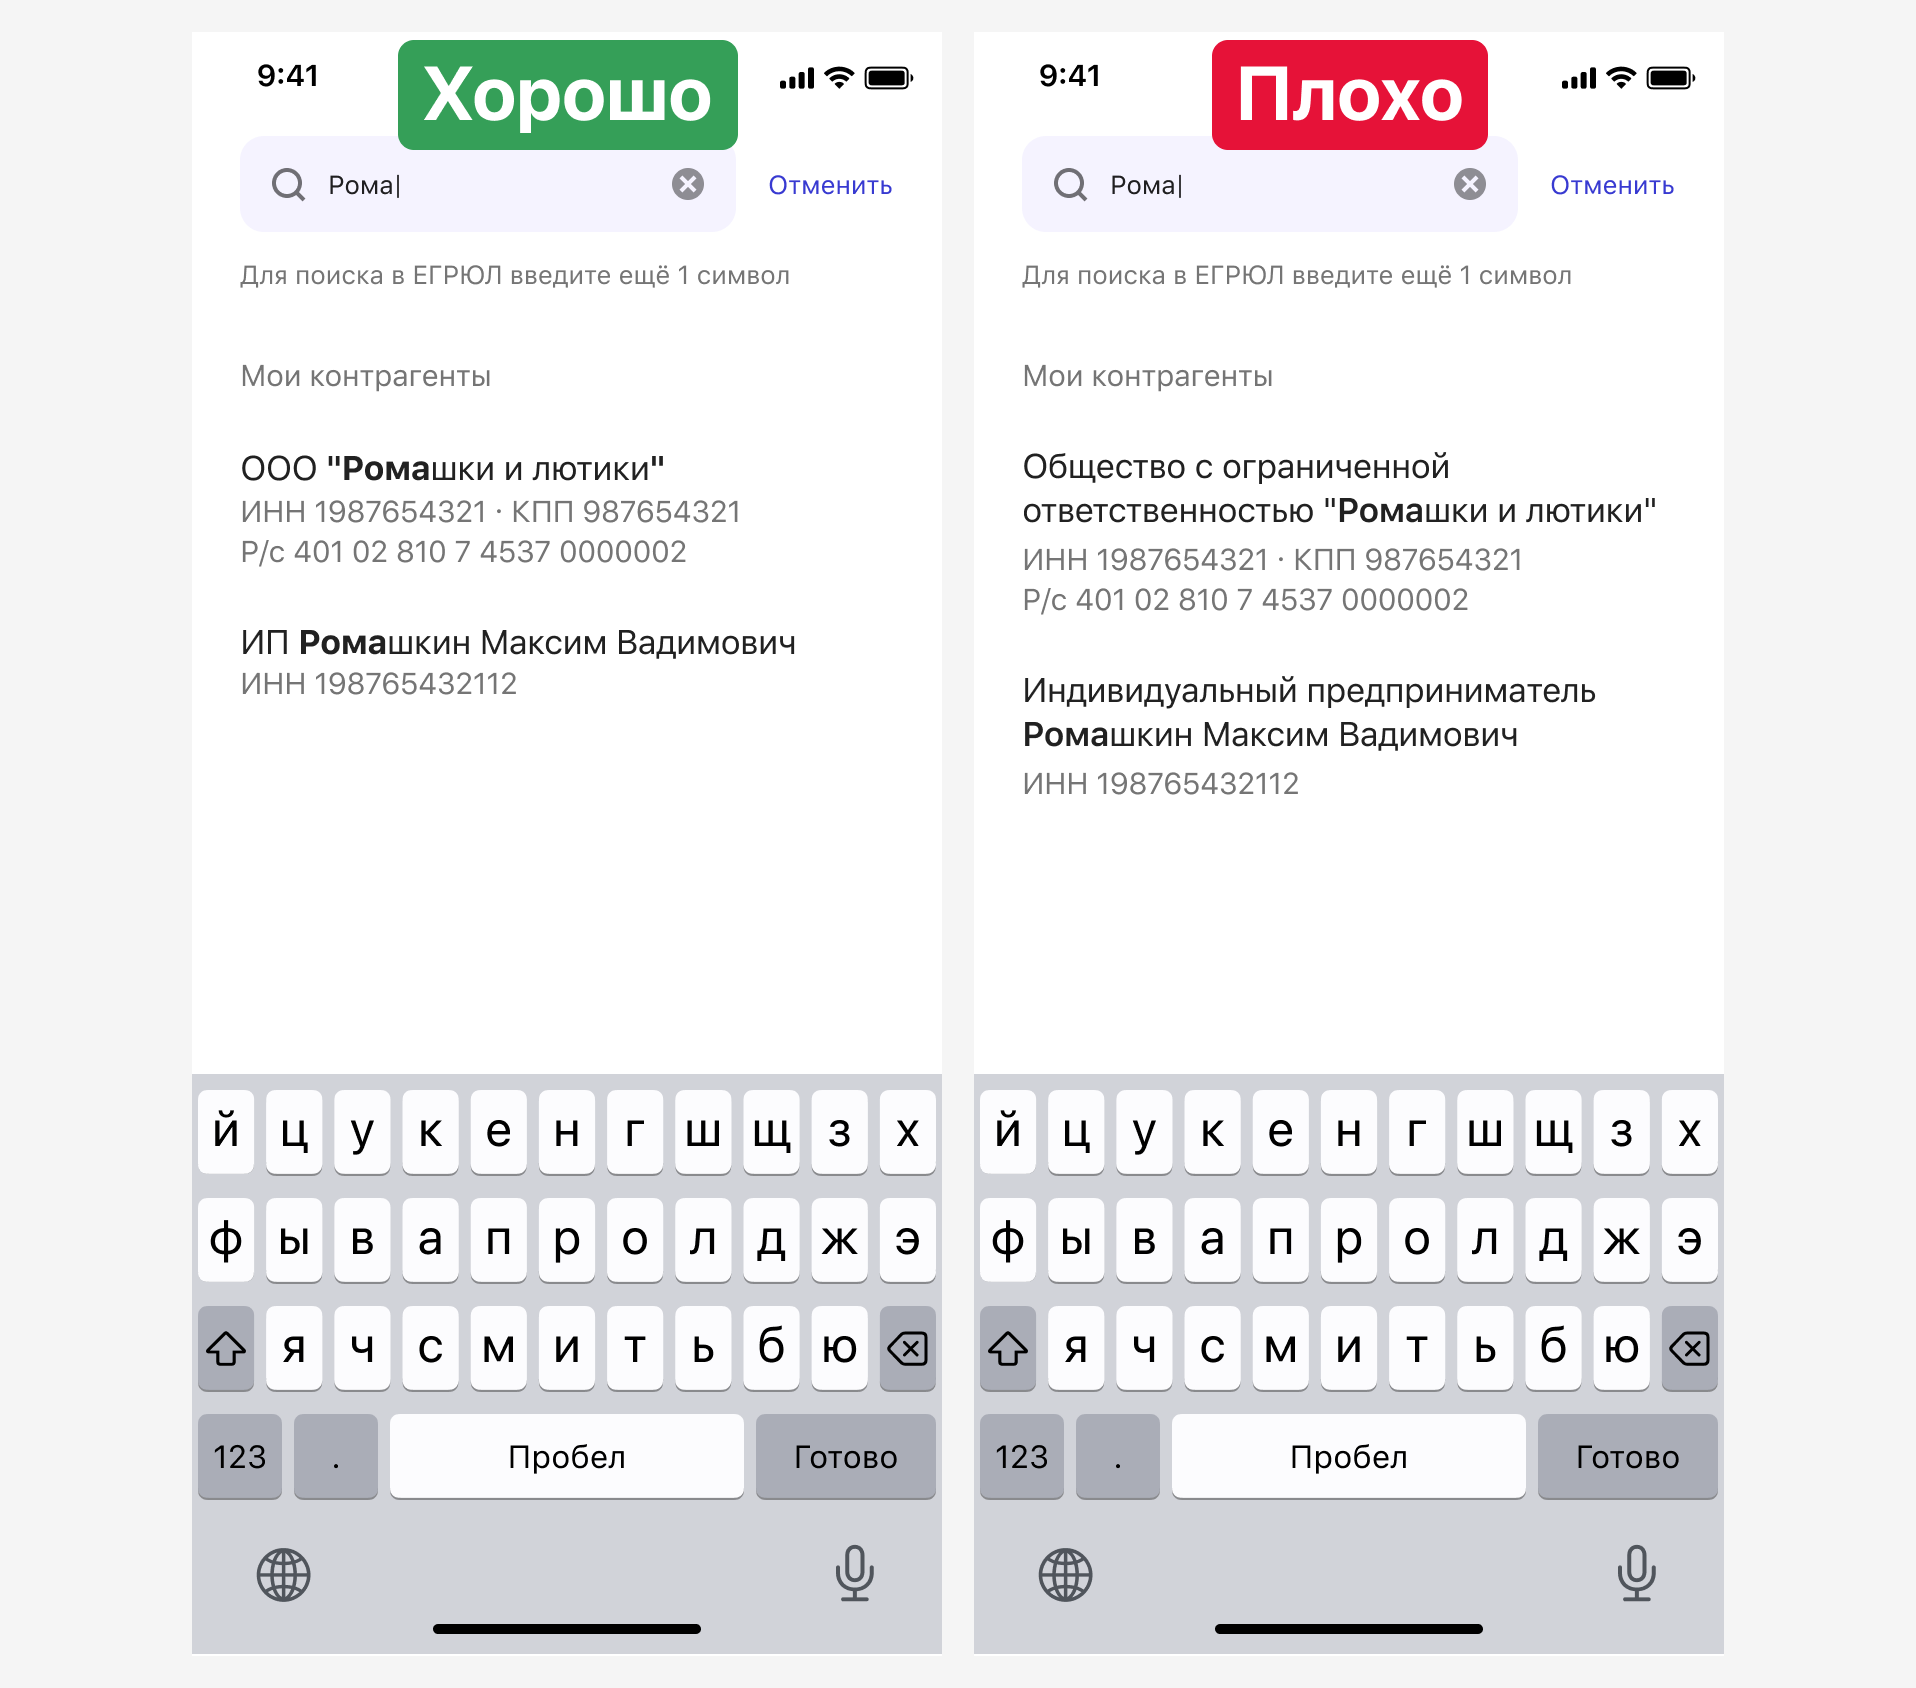 9:41
Хорошо
Рома
Отменить
Для поиска в ЕГРЮЛ введите ещё 1 символ
Мои контрагенты
ООО "Ромашки и лютики"
ИНН 1987654321 · КПП 987654321
Р/с 401 02 810 7 4537 0000002
ИП Ромашкин Максим Вадимович
ИНН 198765432112
й ц у к е н г ш щ з х
ф ы в а п р о л д ж э
я ч с м и т ь б ю
123 . Пробел Готово
9:41
Плохо
Рома
Отменить
Для поиска в ЕГРЮЛ введите ещё 1 символ
Мои контрагенты
Общество с ограниченной
ответственностью "Ромашки и лютики"
ИНН 1987654321 · КПП 987654321
Р/с 401 02 810 7 4537 0000002
Индивидуальный предприниматель
Ромашкин Максим Вадимович
ИНН 198765432112
й ц у к е н г ш щ з х
ф ы в а п р о л д ж э
я ч с м и т ь б ю
123 . Пробел Готово